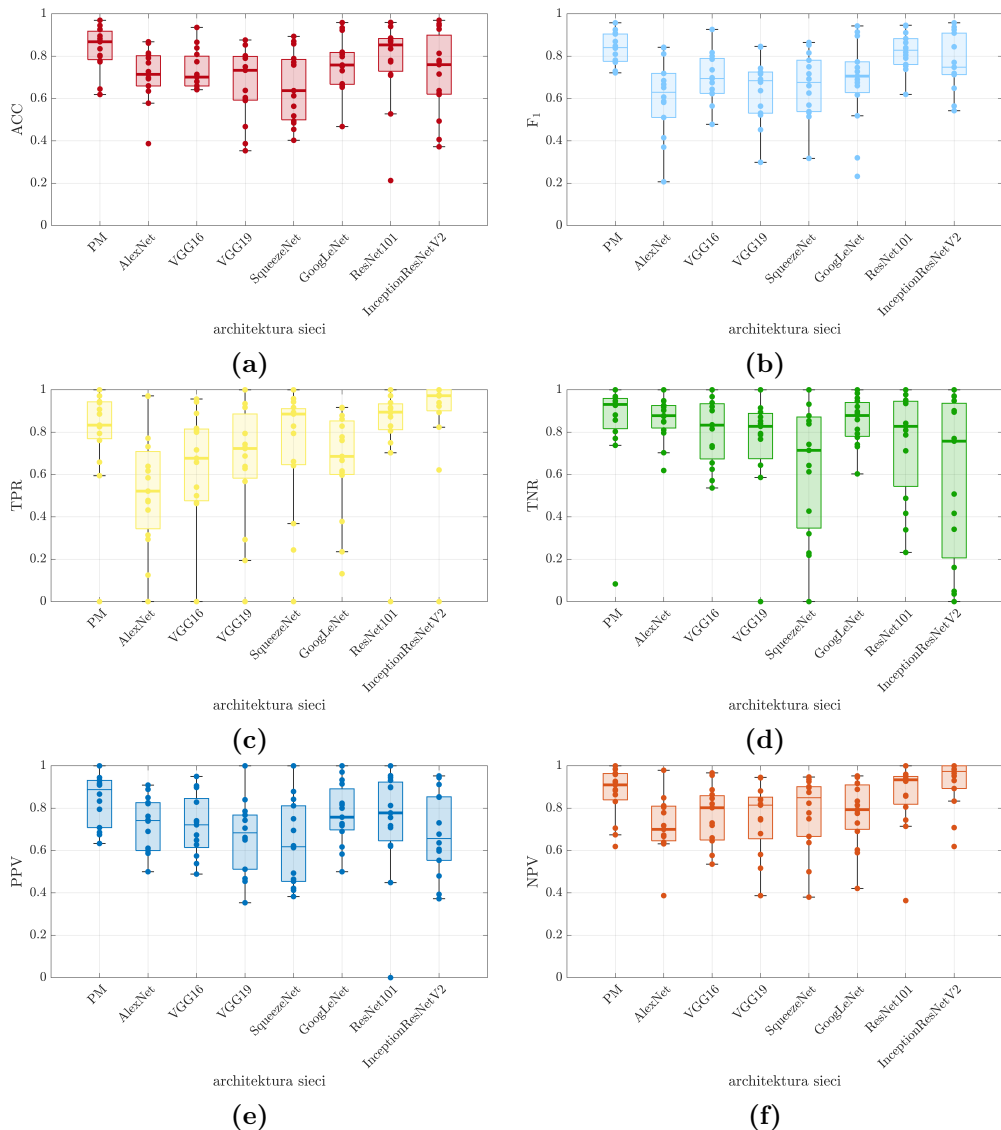 1
0.8
0.6
0.4
0.2
0
ACC
PM
AlexNet
VGG16
VGG19
SqueezeNet
GoogLeNet
ResNet101
InceptionResNetV2
architektura sieci
(a)
1
0.8
0.6
0.4
0.2
0
F1
PM
AlexNet
VGG16
VGG19
SqueezeNet
GoogLeNet
ResNet101
InceptionResNetV2
architektura sieci
(b)
1
0.8
0.6
0.4
0.2
0
TPR
PM
AlexNet
VGG16
VGG19
SqueezeNet
GoogLeNet
ResNet101
InceptionResNetV2
architektura sieci
(c)
1
0.8
0.6
0.4
0.2
0
TNR
PM
AlexNet
VGG16
VGG19
SqueezeNet
GoogLeNet
ResNet101
InceptionResNetV2
architektura sieci
(d)
1
0.8
0.6
0.4
0.2
0
PPV
PM
AlexNet
VGG16
VGG19
SqueezeNet
GoogLeNet
ResNet101
InceptionResNetV2
architektura sieci
(e)
1
0.8
0.6
0.4
0.2
0
NPV
PM
AlexNet
VGG16
VGG19
SqueezeNet
GoogLeNet
ResNet101
InceptionResNetV2
architektura sieci
(f)